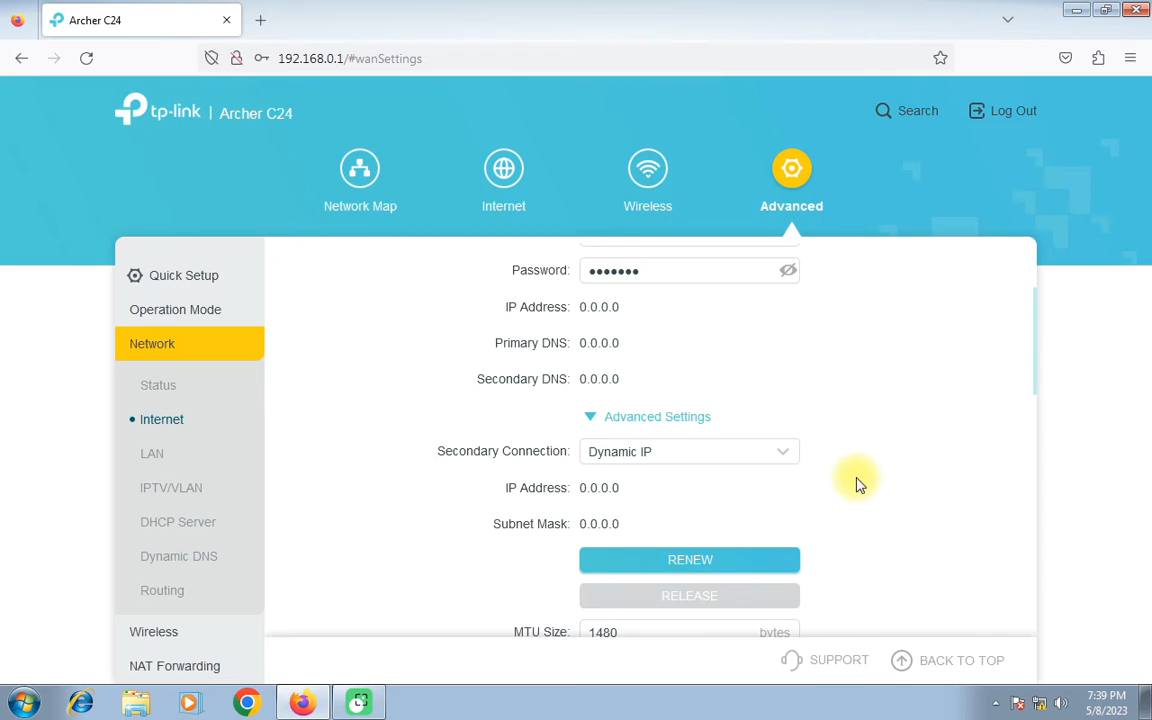 Archer C24
192.168.0.1/#wanSettings
tp-link | Archer C24
Search
Log Out
Network Map
Internet
Wireless
Advanced
Quick Setup
Operation Mode
Network
Status
Internet
LAN
IPTV/VLAN
DHCP Server
Dynamic DNS
Routing
Wireless
NAT Forwarding
Password: •••••••
IP Address: 0.0.0.0
Primary DNS: 0.0.0.0
Secondary DNS: 0.0.0.0
Advanced Settings
Secondary Connection: Dynamic IP
IP Address: 0.0.0.0
Subnet Mask: 0.0.0.0
RENEW
RELEASE
MTU Size: 1480 bytes
SUPPORT
BACK TO TOP
7:39 PM
5/8/2023